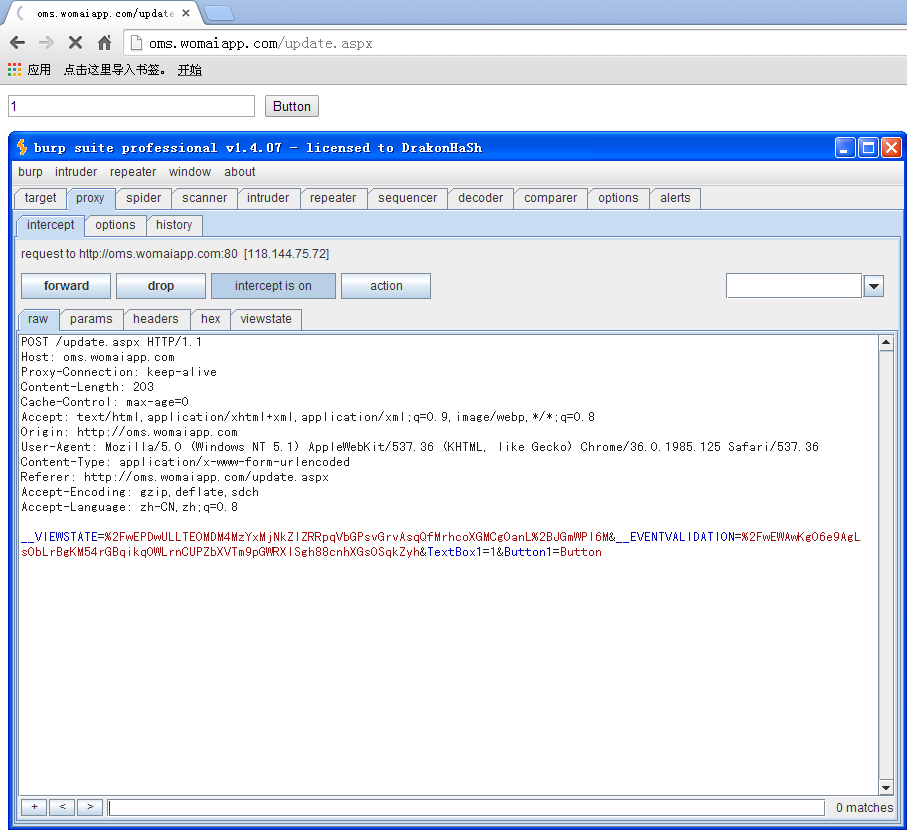 oms.womaiapp.com/update
oms.womaiapp.com/update.aspx
应用 点击这里导入书签。 开始
1 Button
burp suite professional v1.4.07 - licensed to DrakonHaSh
burp intruder repeater window about
target proxy spider scanner intruder repeater sequencer decoder comparer options alerts
intercept options history
request to http://oms.womaiapp.com:80 [118.144.75.72]
forward drop intercept is on action
raw params headers hex viewstate
POST /update.aspx HTTP/1.1
Host: oms.womaiapp.com
Proxy-Connection: keep-alive
Content-Length: 203
Cache-Control: max-age=0
Accept: text/html,application/xhtml+xml,application/xml;q=0.9,image/webp,*/*;q=0.8
Origin: http://oms.womaiapp.com
User-Agent: Mozilla/5.0 (Windows NT 5.1) AppleWebKit/537.36 (KHTML, like Gecko) Chrome/36.0.1985.125 Safari/537.36
Content-Type: application/x-www-form-urlencoded
Referer: http://oms.womaiapp.com/update.aspx
Accept-Encoding: gzip,deflate,sdch
Accept-Language: zh-CN,zh;q=0.8
__VIEWSTATE=%2FwEPDwULLTE0MDM4MzYxMjNkZIZRRpqVbGPsvGrvAsqQfMrhcoXGMCg0anL%2BJGmWPI6M&__EVENTVALIDATION=%2FwEWAwKg06e9AgL
sObLrBgKM54rGBqikq0WLrnCUPZbXVTm9pGWRXISgh88cnhXGsOSqkZyh&TextBox1=1&Button1=Button
+ < > 0 matches